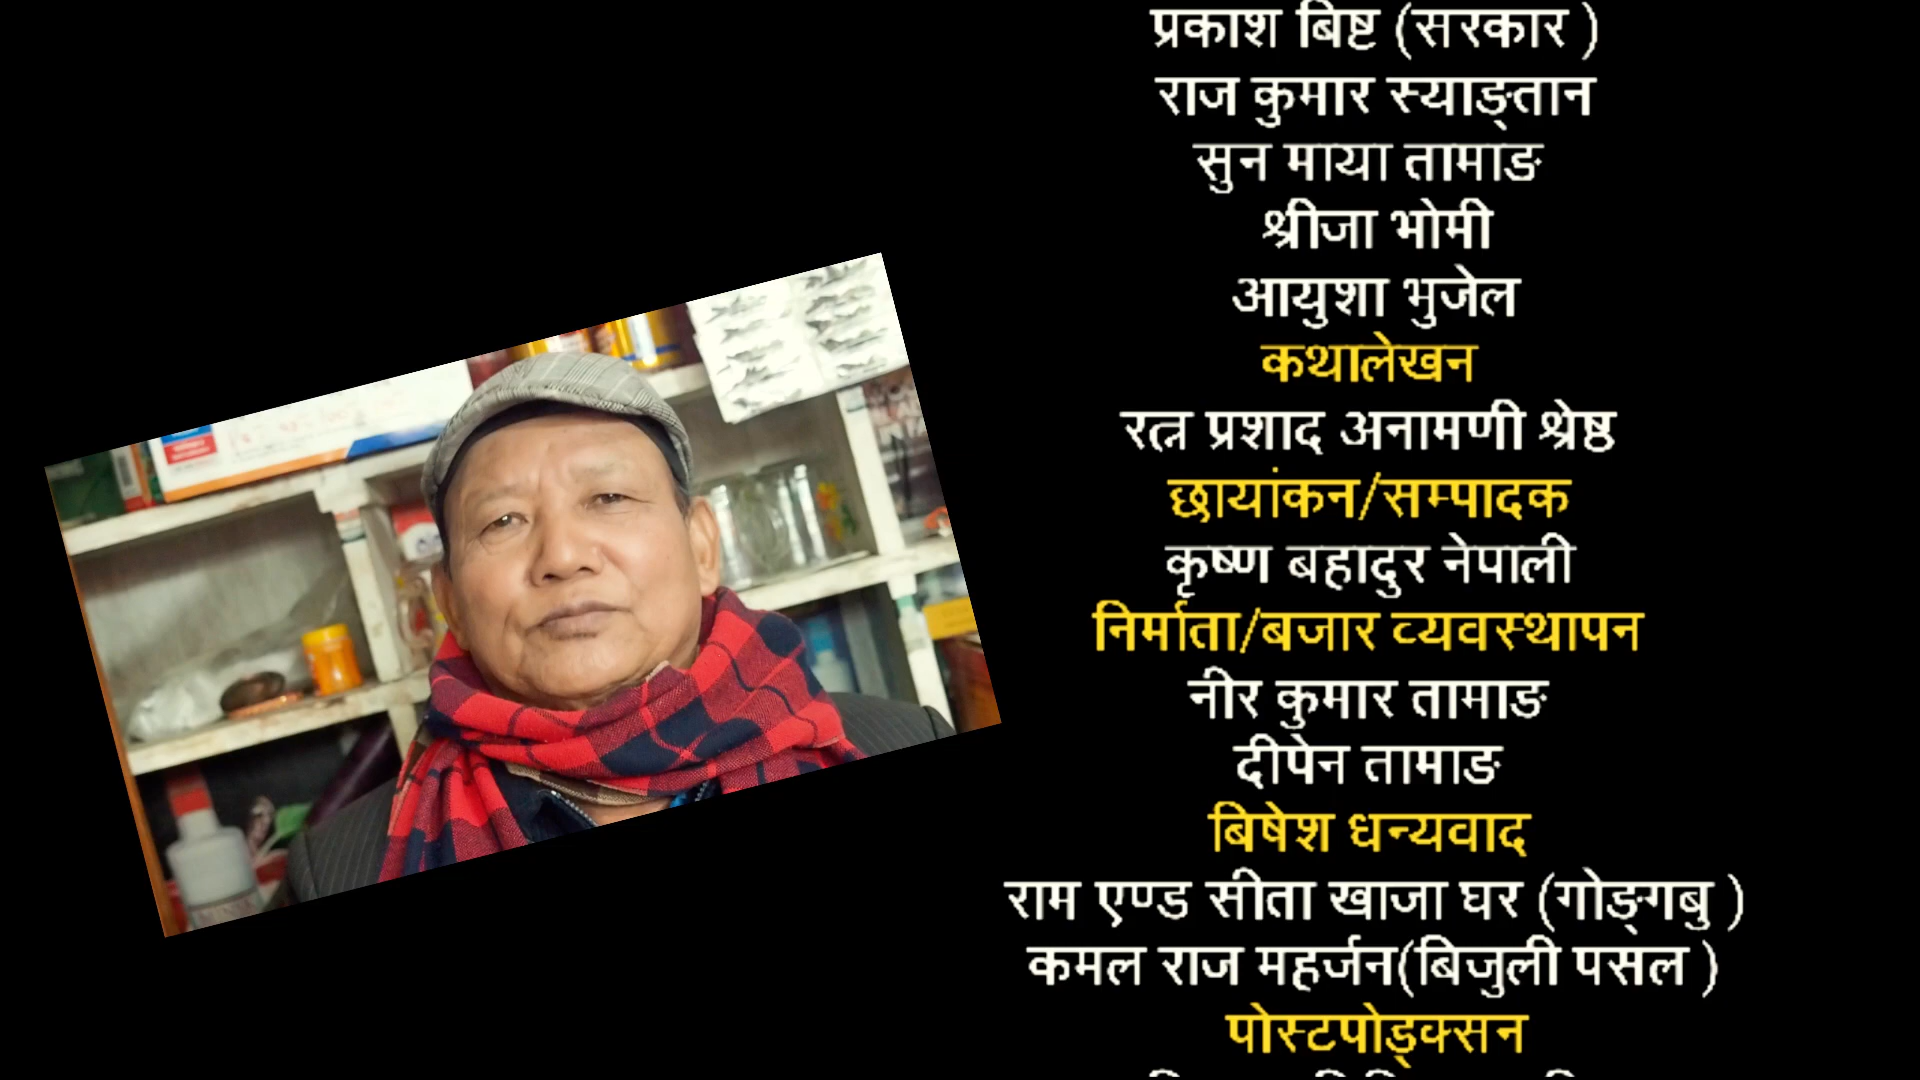 प्रकाश बिष्ट (सरकार )
राज कुमार स्याङ्तान
सुन माया तामाङ
श्रीजा भोमी
आयुशा भुजेल
कथालेखन
रत्न प्रशाद अनामणी श्रेष्ठ
छायांकन/सम्पादक
कृष्ण बहादुर नेपाली
निर्माता/बजार व्यवस्थापन
नीर कुमार तामाङ
दीपेन तामाङ
बिषेश धन्यवाद
राम एण्ड सीता खाजा घर (गोङ्गबु )
कमल राज महर्जन(बिजुली पसल )
पोस्टपोड्क्सन